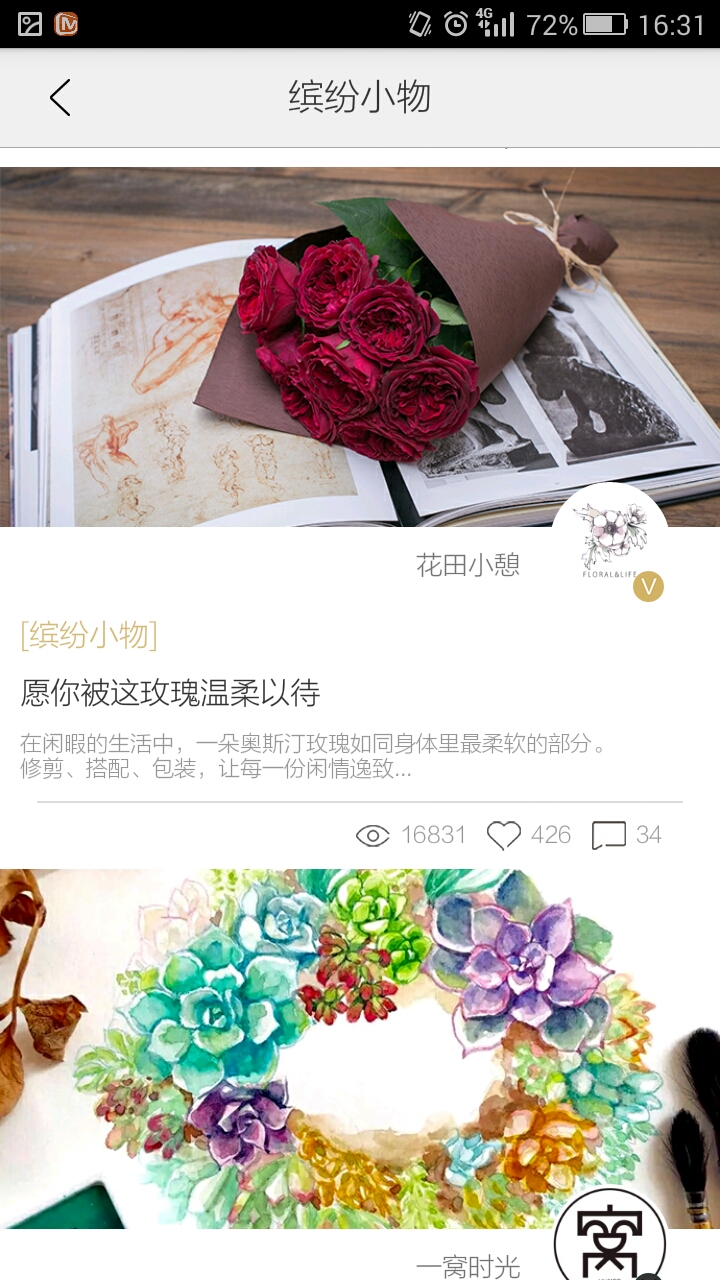 4G
72%
16:31
缤纷小物
花田小憩
FLORAL&LIFE
V
[缤纷小物]
愿你被这玫瑰温柔以待
在闲暇的生活中，一朵奥斯汀玫瑰如同身体里最柔软的部分。
修剪、搭配、包装，让每一份闲情逸致...
16831
426
34
一窝时光
窝